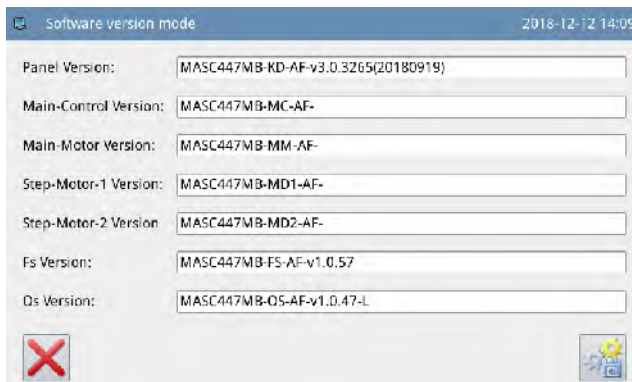 Software version mode 2018-12-12 14:09
Panel Version: MASC447MB-KD-AF-v3.0.3265(20180919)
Main-Control Version: MASC447MB-MC-AF-
Main-Motor Version: MASC447MB-MM-AF-
Step-Motor-1 Version: MASC447MB-MD1-AF-
Step-Motor-2 Version MASC447MB-MD2-AF-
Fs Version: MASC447MB-FS-AF-v1.0.57
Os Version: MASC447MB-OS-AF-v1.0.47-L